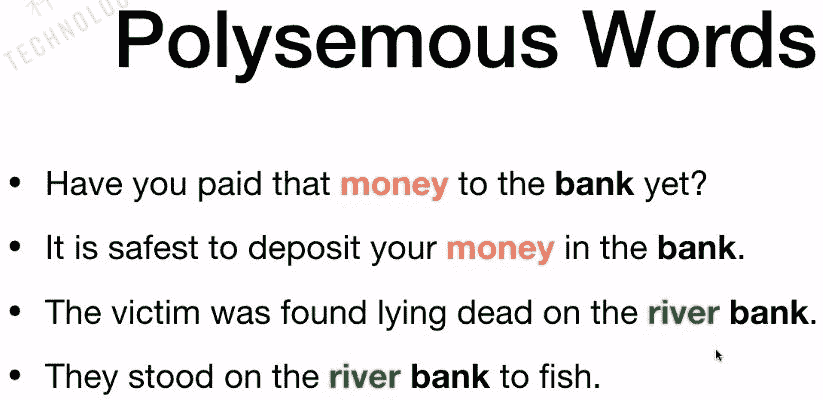 TECHNOLO
Polysemous Words
• Have you paid that money to the bank yet?
• It is safest to deposit your money in the bank.
• The victim was found lying dead on the river bank.
• They stood on the river bank to fish.